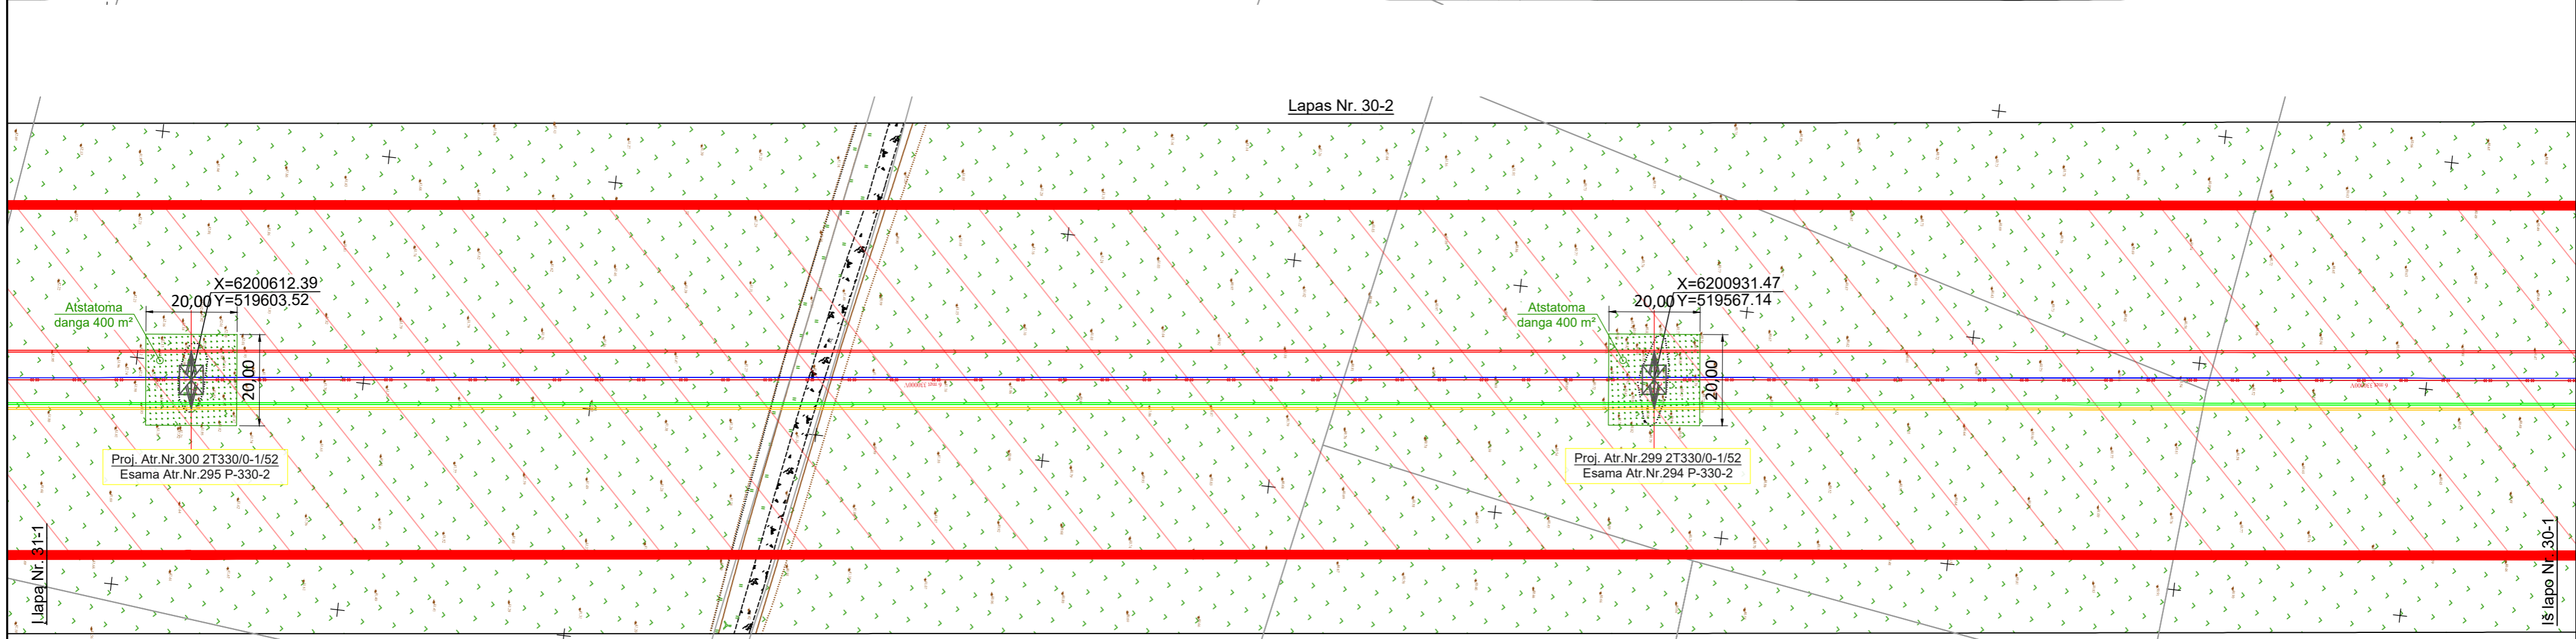 Lapas Nr. 30-2
X=6200612.39
Y=519603.52
20,00
Atstatoma
danga 400 m²
20,00
Proj. Atr.Nr.300 2T330/0-1/52
Esama Atr.Nr.295 P-330-2
Į lapą Nr. 31-1
X=6200931.47
Y=519567.14
20,00
Atstatoma
danga 400 m²
20,00
Proj. Atr.Nr.299 2T330/0-1/52
Esama Atr.Nr.294 P-330-2
Iš lapo Nr. 30-1